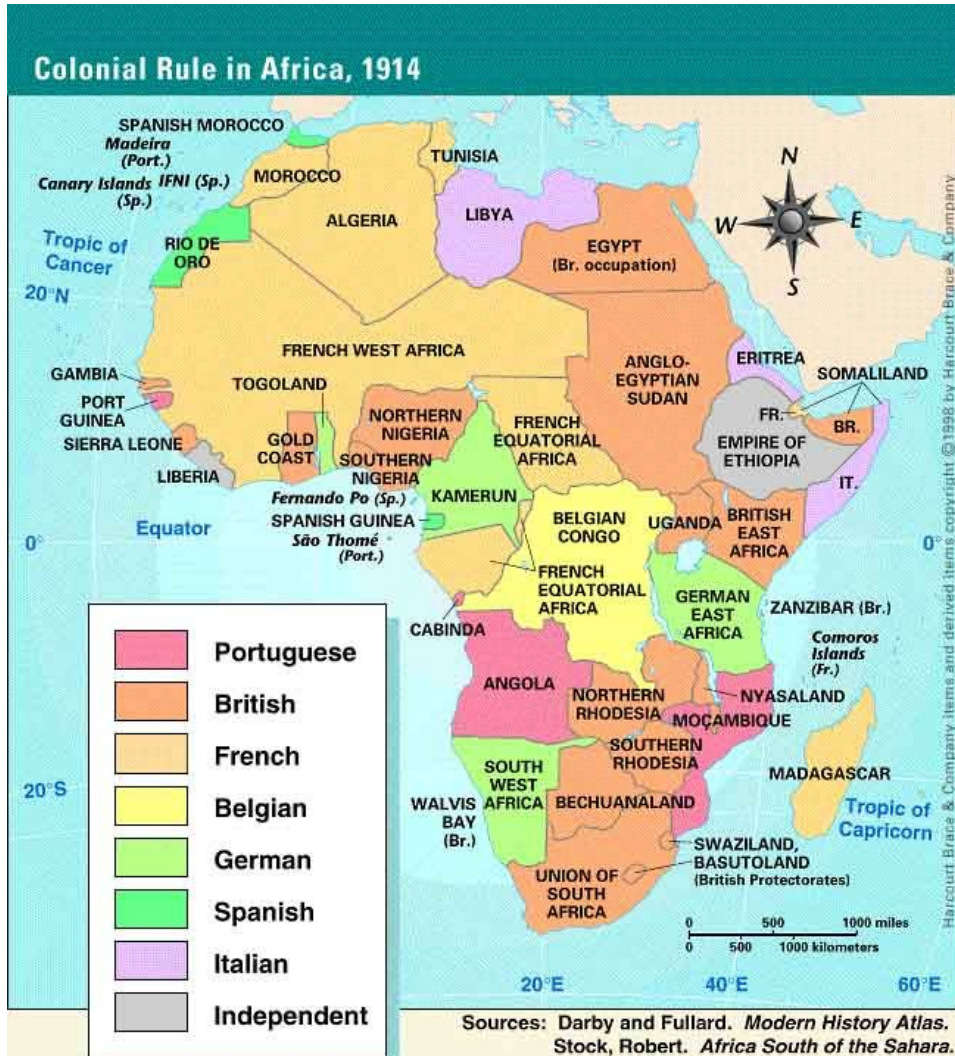 Colonial Rule in Africa, 1914
SPANISH MOROCCO
Madeira
(Port.)
Canary Islands
(Sp.)
IFNI (Sp.)
MOROCCO
TUNISIA
ALGERIA
LIBYA
EGYPT
(Br. occupation)
N
W
E
S
Tropic of
Cancer
RIO DE
ORO
20°N
FRENCH WEST AFRICA
ANGLO-
EGYPTIAN
SUDAN
ERITREA
SOMALILAND
FR.
BR.
IT.
EMPIRE OF
ETHIOPIA
GAMBIA
PORT
GUINEA
SIERRA LEONE
LIBERIA
TOGOLAND
GOLD
COAST
NORTHERN
NIGERIA
SOUTHERN
NIGERIA
FRENCH
EQUATORIAL
AFRICA
KAMERUN
Fernando Po (Sp.)
SPANISH GUINEA
São Thomé
(Port.)
Equator
0°
0°
BELGIAN
CONGO
UGANDA
BRITISH
EAST
AFRICA
FRENCH
EQUATORIAL
AFRICA
GERMAN
EAST
AFRICA
ZANZIBAR (Br.)
Comoros
Islands
(Fr.)
CABINDA
ANGOLA
NORTHERN
RHODESIA
NYASALAND
MOÇAMBIQUE
SOUTHERN
RHODESIA
MADAGASCAR
20°S
SOUTH
WEST
AFRICA
WALVIS
BAY
(Br.)
BECHUANALAND
Tropic of
Capricorn
SWAZILAND,
BASUTOLAND
(British Protectorates)
UNION OF
SOUTH
AFRICA
0 500 1000 miles
0 500 1000 kilometers
20°E
40°E
60°E
Portuguese
British
French
Belgian
German
Spanish
Italian
Independent
Sources: Darby and Fullard. Modern History Atlas.
Stock, Robert. Africa South of the Sahara.
Harcourt Brace & Company items and derived items copyright ©1998 by Harcourt Brace & Company